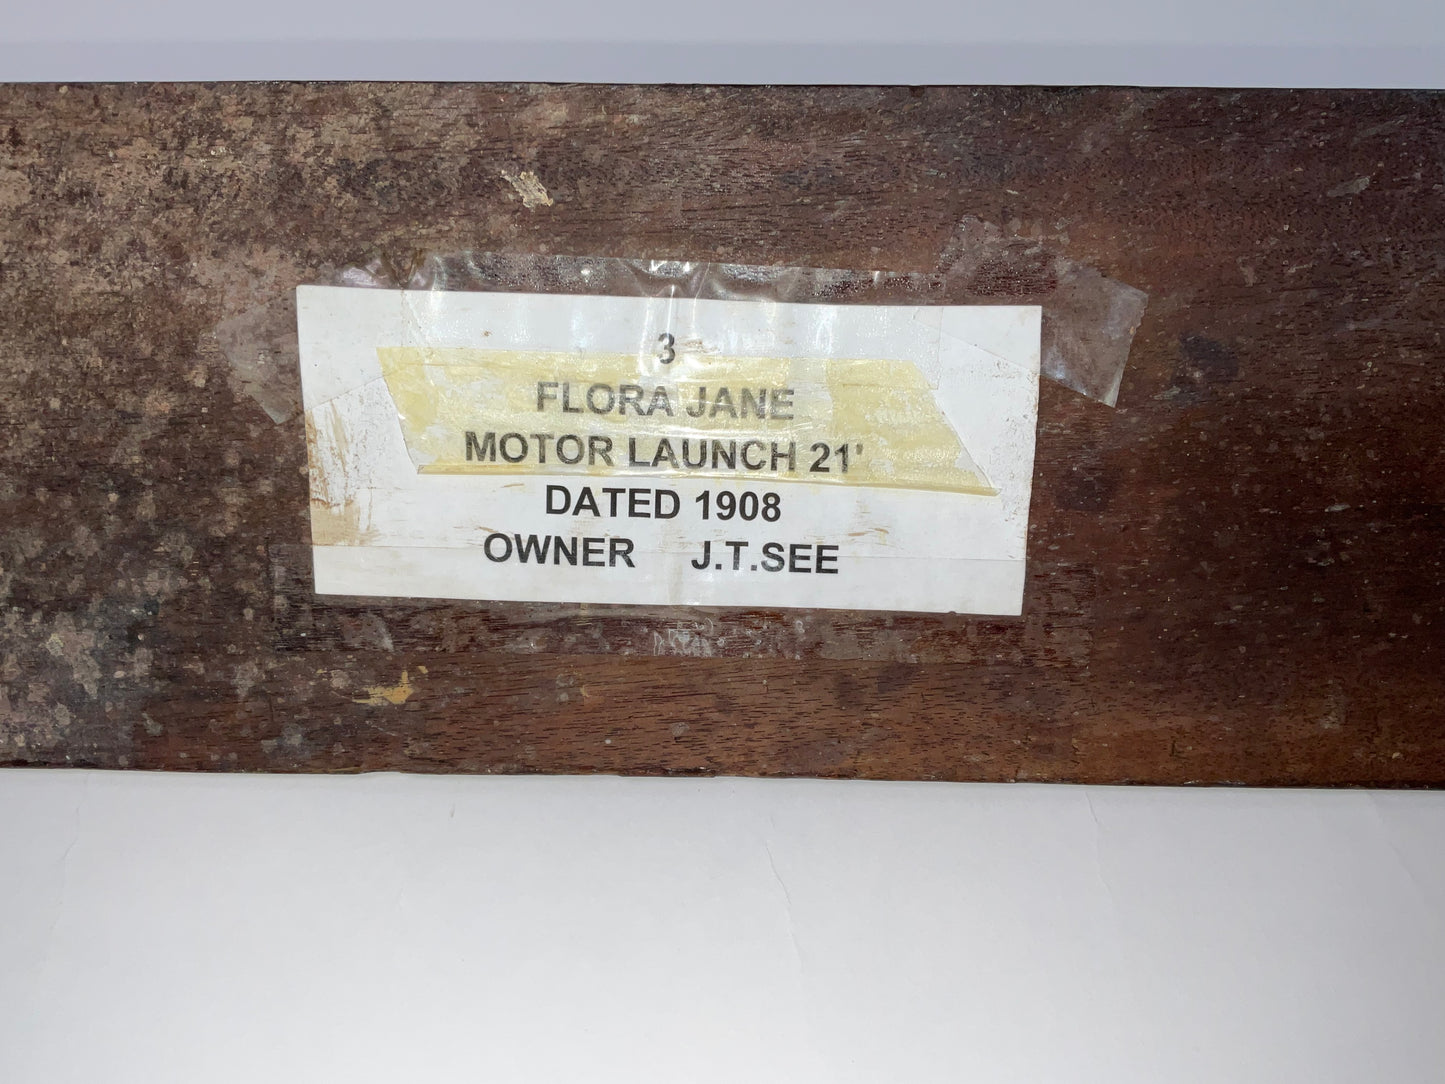 3
FLORA JANE
MOTOR LAUNCH 21'
DATED 1908
OWNER J.T.SEE